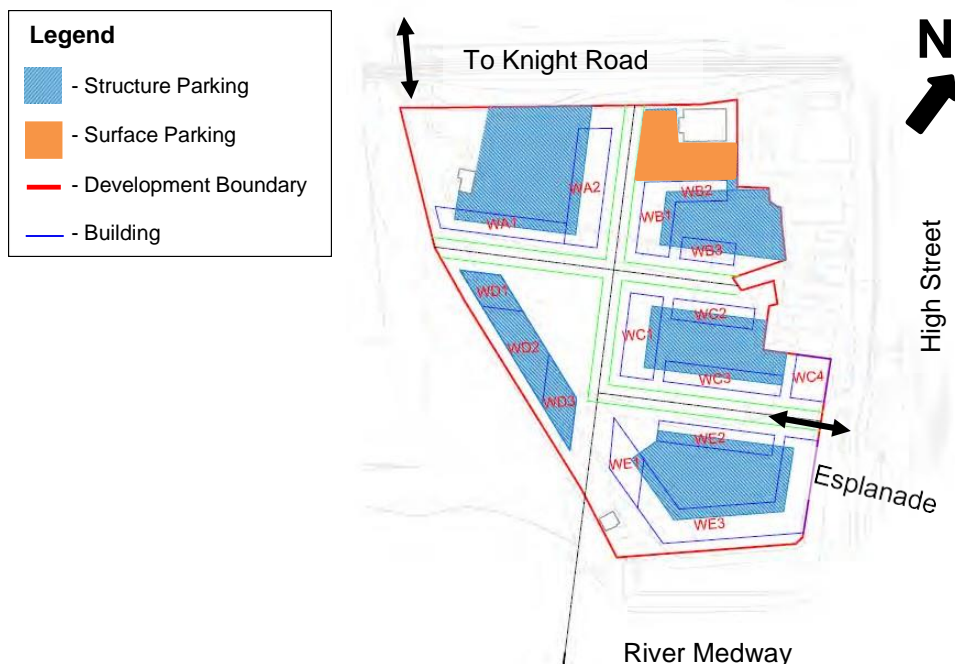 Legend
- Structure Parking
- Surface Parking
- Development Boundary
- Building
To Knight Road
N
High Street
WA2
WA1
WB2
WB1
WB3
WD1
WD2
WD3
WC2
WC1
WC3
WC4
WE2
WE1
WE3
Esplanade
River Medway